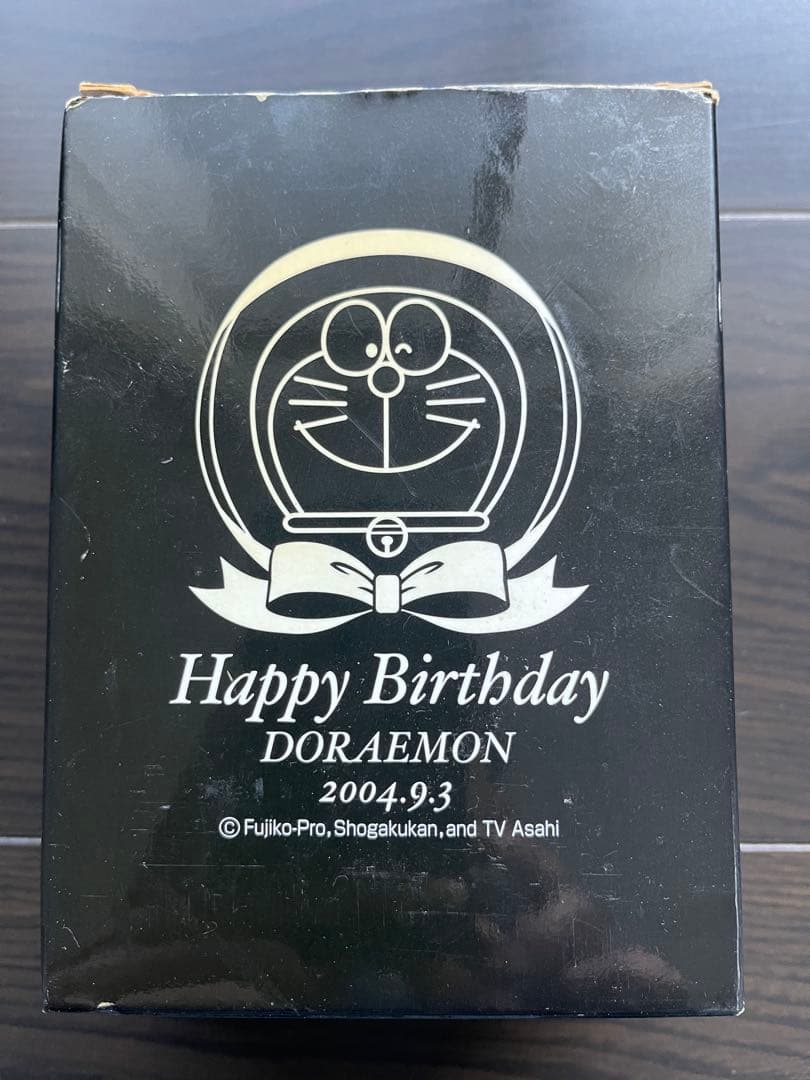 Happy Birthday
DORAEMON
2004.9.3
© Fujiko-Pro, Shogakukan, and TV Asahi